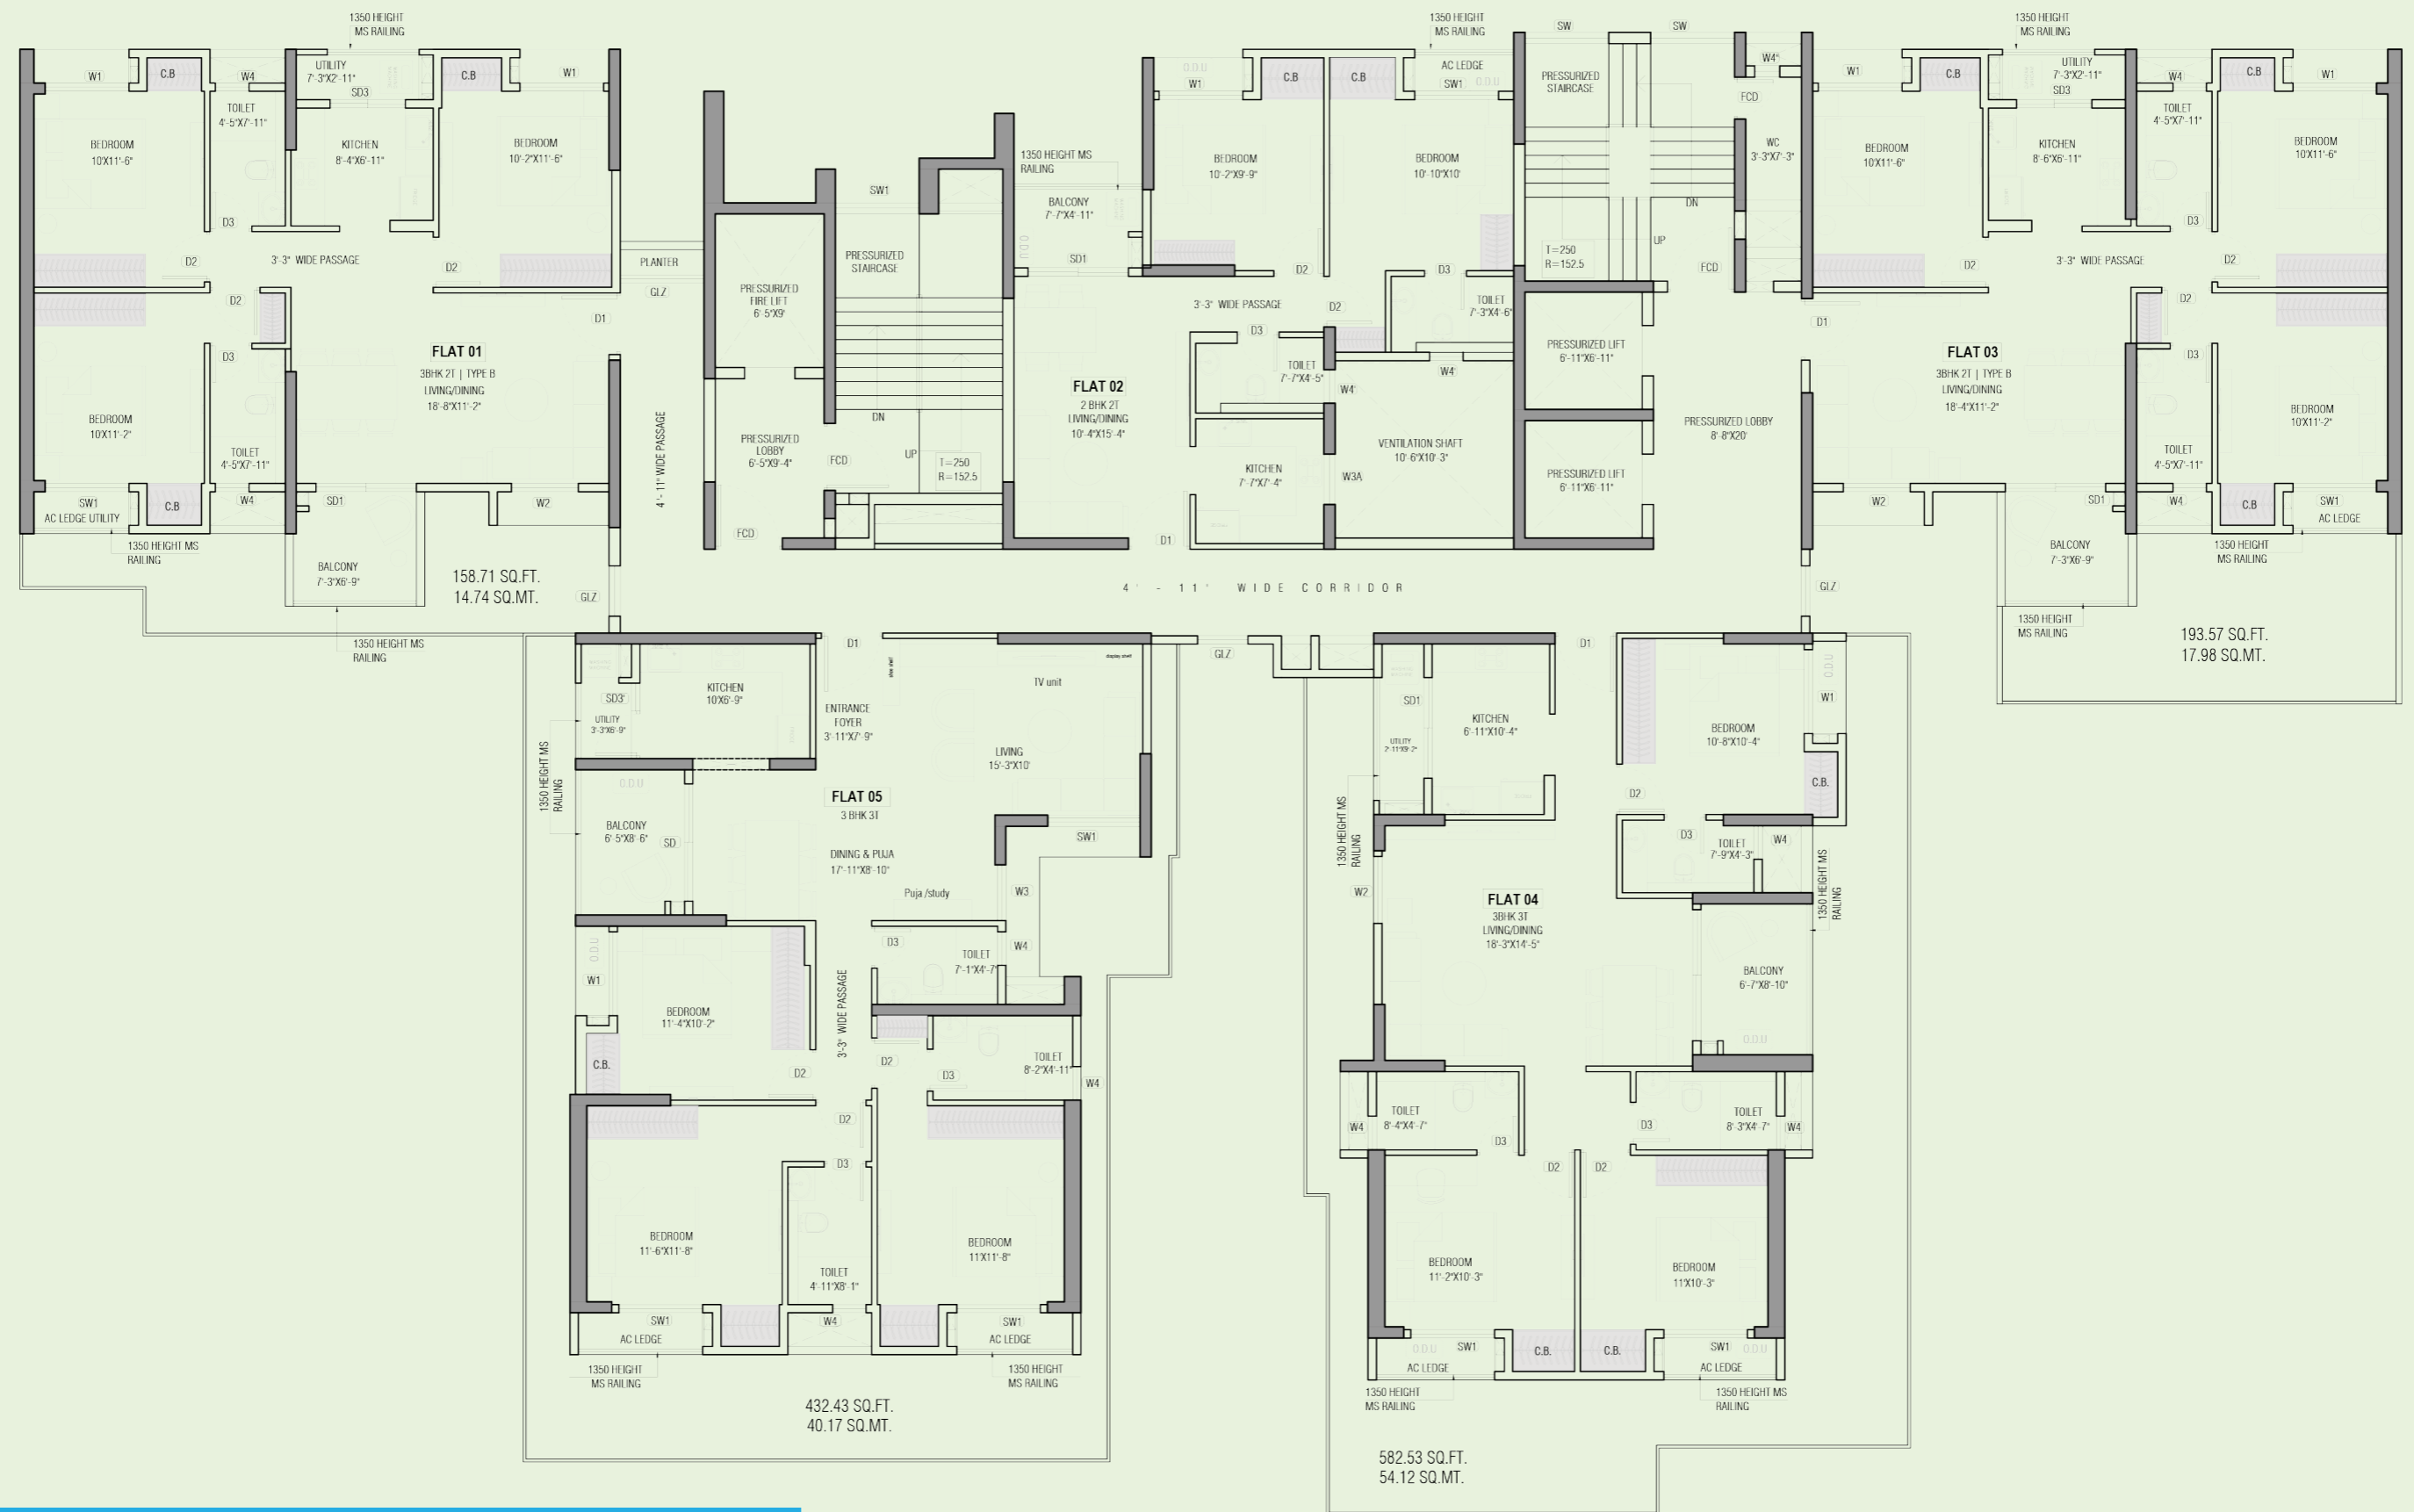 1350 HEIGHT
MS RAILING
W1
C.B
W4
UTILITY
7'-3"X2'-11"
SD3
C.B
W1
TOILET
4'-5"X7'-11"
BEDROOM
10'X11'-6"
KITCHEN
8'-4"X6'-11"
BEDROOM
10'-2"X11'-6"
D3
D2
3'-3" WIDE PASSAGE
D2
D2
D1
D3
FLAT 01
3BHK 2T | TYPE B
LIVING/DINING
18'-8"X11'-2"
BEDROOM
10'X11'-2"
TOILET
4'-5"X7'-11"
SW1
AC LEDGE UTILITY
C.B
W4
SD1
W2
1350 HEIGHT MS
RAILING
BALCONY
7'-3"X6'-9"
158.71 SQ.FT.
14.74 SQ.MT.
GLZ
1350 HEIGHT MS
RAILING
PLANTER
GLZ
4'- 11" WIDE PASSAGE
PRESSURIZED
FIRE LIFT
6'-5"X9'
PRESSURIZED
LOBBY
6'-5"X9'-4"
FCD
FCD
SW1
PRESSURIZED
STAIRCASE
DN
UP
T=250
R=152.5
1350 HEIGHT MS
RAILING
BALCONY
7'-7"X4'-11"
O.D.U
SD1
1350 HEIGHT
MS RAILING
O.D.U
W1
C.B
C.B
AC LEDGE
SW1
O.D.U
BEDROOM
10'-2"X9'-9"
BEDROOM
10'-10"X10'
D2
D3
3'-3" WIDE PASSAGE
D2
TOILET
7'-3"X4'-6"
D3
TOILET
7'-7"X4'-5"
W4
W4
FLAT 02
2 BHK 2T
LIVING/DINING
10'-4"X15'-4"
KITCHEN
7'-7"X7'-4"
W3A
VENTILATION SHAFT
10'-6"X10'-3"
D1
SW
SW
PRESSURIZED
STAIRCASE
DN
UP
T=250
R=152.5
W4
FCD
WC
3'-3"X7'-3"
FCD
PRESSURIZED LIFT
6'-11"X6'-11"
PRESSURIZED LIFT
6'-11"X6'-11"
PRESSURIZED LOBBY
8'-8"X20'
4' - 11" WIDE CORRIDOR
1350 HEIGHT
MS RAILING
W1
C.B
UTILITY
7'-3"X2'-11"
SD3
W4
C.B
W1
TOILET
4'-5"X7'-11"
BEDROOM
10'X11'-6"
KITCHEN
8'-6"X6'-11"
BEDROOM
10'X11'-6"
D3
D2
3'-3" WIDE PASSAGE
D2
D2
D1
D3
FLAT 03
3BHK 2T | TYPE B
LIVING/DINING
18'-4"X11'-2"
BEDROOM
10'X11'-2"
TOILET
4'-5"X7'-11"
W2
SD1
W4
C.B
SW1
AC LEDGE
BALCONY
7'-3"X6'-9"
1350 HEIGHT
MS RAILING
GLZ
1350 HEIGHT
MS RAILING
193.57 SQ.FT.
17.98 SQ.MT.
D1
shoe shelf
display shelf
TV unit
KITCHEN
10'X6'-9"
SD3'
UTILITY
3'-3"X6'-9"
ENTRANCE
FOYER
3'-11"X7'-9"
LIVING
15'-3"X10'
1350 HEIGHT MS
RAILING
O.D.U
BALCONY
6'-5"X8'-6"
SD
FLAT 05
3 BHK 3T
SW1
DINING & PUJA
17'-11"X8'-10"
Puja /study
W3
O.D.U
W1
D3
TOILET
7'-1"X4'-7"
W4
BEDROOM
11'-4"X10'-2"
3'-3" WIDE PASSAGE
C.B.
D2
D2
D3
TOILET
8'-2"X4'-11"
W4
D2
D3
BEDROOM
11'-6"X11'-8"
TOILET
4'-11"X8'-1"
BEDROOM
11'X11'-8"
SW1
AC LEDGE
W4
SW1
AC LEDGE
1350 HEIGHT
MS RAILING
1350 HEIGHT
MS RAILING
432.43 SQ.FT.
40.17 SQ.MT.
GLZ
D1
SD1
KITCHEN
6'-11"X10'-4"
UTILITY
2'-11"X9'-2"
O.D.U
W1
BEDROOM
10'-8"X10'-4"
C.B.
D2
1350 HEIGHT MS
RAILING
D3
TOILET
7'-9"X4'-3"
W4
1350 HEIGHT MS
RAILING
W2
FLAT 04
3BHK 3T
LIVING/DINING
18'-3"X14'-5"
BALCONY
6'-7"X8'-10"
O.D.U
TOILET
8'-4"X4'-7"
W4
D3
D3
TOILET
8'-3"X4'-7"
W4
D2
D2
BEDROOM
11'-2"X10'-3"
BEDROOM
11'X10'-3"
O.D.U
SW1
AC LEDGE
C.B.
C.B.
SW1
O.D.U
AC LEDGE
1350 HEIGHT
MS RAILING
1350 HEIGHT MS
RAILING
582.53 SQ.FT.
54.12 SQ.MT.